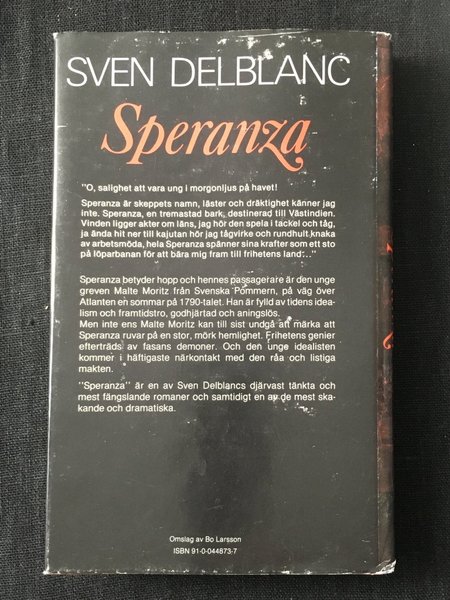 SVEN DELBLANC
Speranza
"O, salighet att vara ung i morgonljus på havet!
Speranza är skeppets namn, läster och dräktighet känner jag
inte. Speranza, en tremastad bark, destinerad till Västindien.
Vinden ligger akter om läns, jag hör den spela i tackel och tåg,
ja ända hit ner till kajutan hör jag tågvirke och rundhult knaka
av arbetsmöda, hela Speranza spänner sina krafter som ett sto
på löparbanan för att bära mig fram till frihetens land..."
Speranza betyder hopp och hennes passagerare är den unge
greven Malte Moritz från Svenska Pommern, på väg över
Atlanten en sommar på 1790-talet. Han är fylld av tidens idea-
lism och framtidstro, godhjärtad och aningslös.
Men inte ens Malte Moritz kan till sist undgå att märka att
Speranza ruvar på en stor, mörk hemlighet. Frihetens genier
efterträds av fasans demoner. Och den unge idealisten
kommer i häftigaste närkontakt med den råa och listiga
makten.
"Speranza" är en av Sven Delblancs djärvast tänkta och
mest fängslande romaner och samtidigt en av de mest ska-
kande och dramatiska.
Omslag av Bo Larsson
ISBN 91-0-044873-7